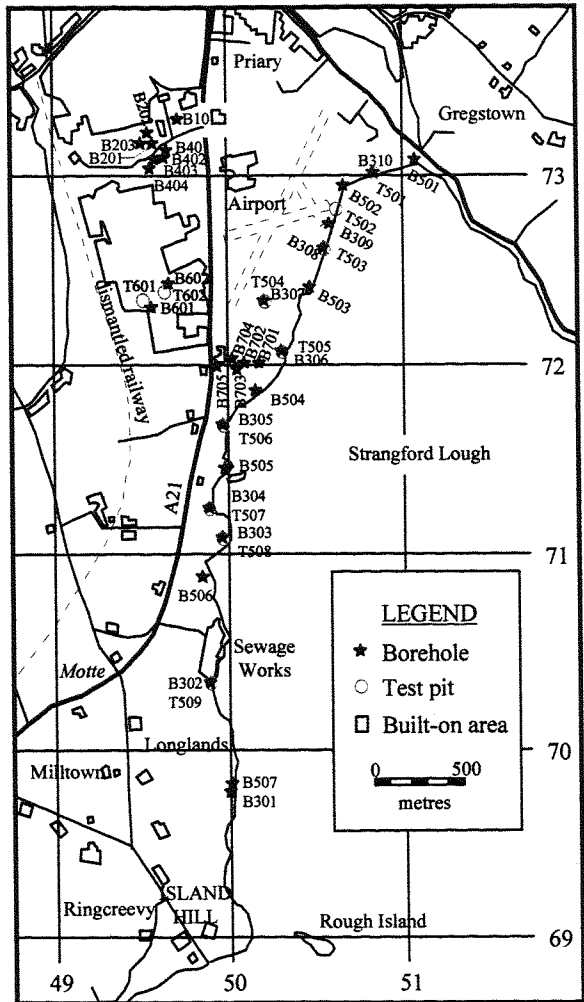 Priary
Gregstown
B10
B20
B203
B201
B40
B402
B403
B404
B310
73
T501
B501
B502
Airport
T502
B309
B308
T503
B602
T601
T602
B601
T504
B307
B503
dismantled railway
B704
B702
B701
T505
B306
72
B705
B703
B504
B305
T506
Strangford Lough
B505
A21
B304
T507
B303
T508
71
B506
LEGEND
Borehole
Test pit
Built-on area
0 500
metres
Sewage
Works
Motte
B302
T509
Longlands
70
Milltown
B507
B301
SLAND
HILL
Ringcreevy
Rough Island
69
49 50 51